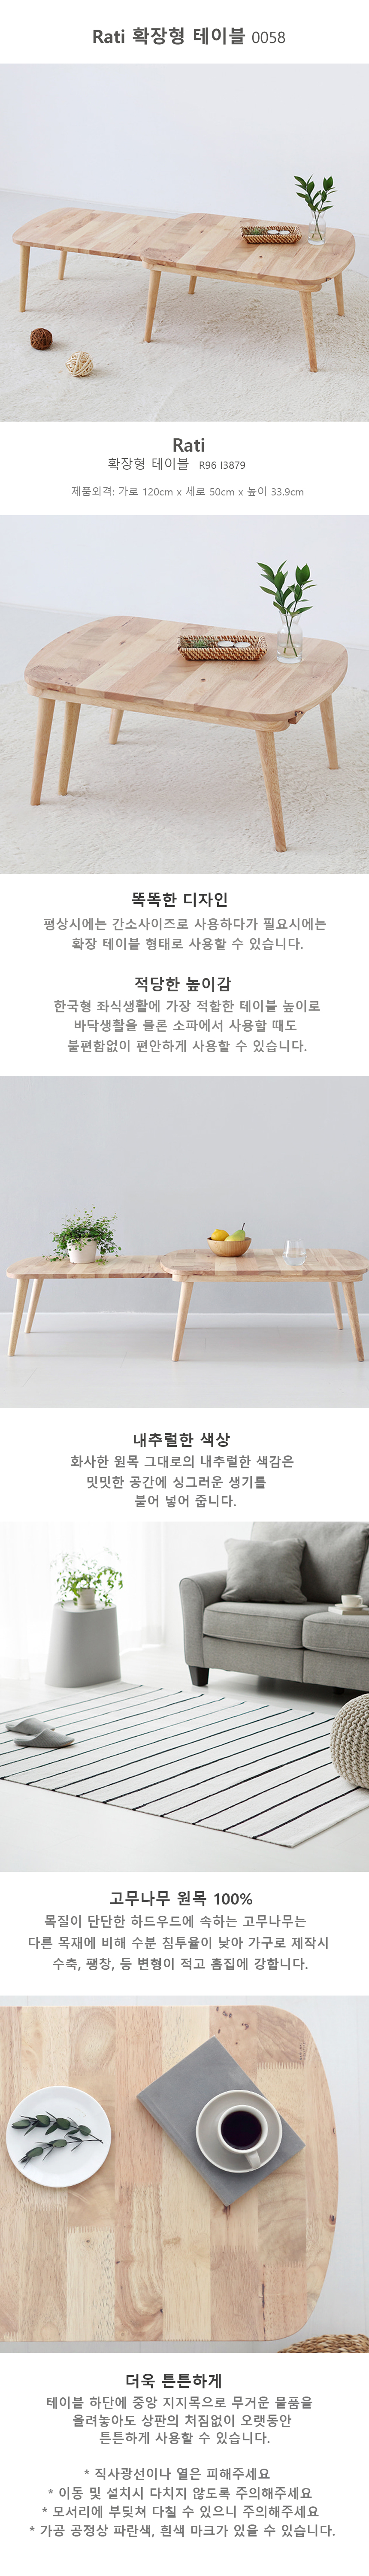 Rati 확장형 테이블 0058
Rati
확장형 테이블 R96 I3879
제품외격: 가로 120cm x 세로 50cm x 높이 33.9cm
똑똑한 디자인
평상시에는 간소사이즈로 사용하다가 필요시에는
확장 테이블 형태로 사용할 수 있습니다.
적당한 높이감
한국형 좌식생활에 가장 적합한 테이블 높이로
바닥생활을 물론 소파에서 사용할 때도
불편함없이 편안하게 사용할 수 있습니다.
내추럴한 색상
화사한 원목 그대로의 내추럴한 색감은
밋밋한 공간에 싱그러운 생기를
불어 넣어 줍니다.
고무나무 원목 100%
목질이 단단한 하드우드에 속하는 고무나무는
다른 목재에 비해 수분 침투율이 낮아 가구로 제작시
수축, 팽창, 등 변형이 적고 흠집에 강합니다.
더욱 튼튼하게
테이블 하단에 중앙 지지목으로 무거운 물품을
올려놓아도 상판의 처짐없이 오랫동안
튼튼하게 사용할 수 있습니다.
* 직사광선이나 열은 피해주세요
* 이동 및 설치시 다치지 않도록 주의해주세요
* 모서리에 부딪쳐 다칠 수 있으니 주의해주세요
* 가공 공정상 파란색, 흰색 마크가 있을 수 있습니다.